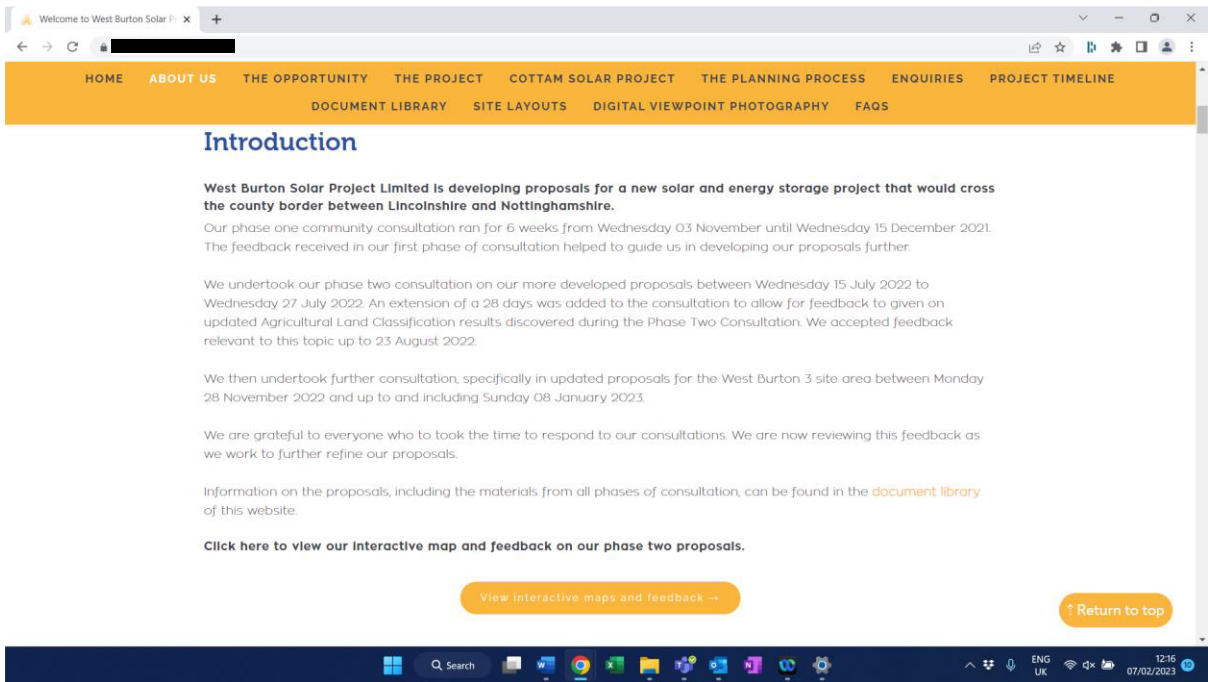 Welcome to West Burton Solar Pr
HOME ABOUT US THE OPPORTUNITY THE PROJECT COTTAM SOLAR PROJECT THE PLANNING PROCESS ENQUIRIES PROJECT TIMELINE
DOCUMENT LIBRARY SITE LAYOUTS DIGITAL VIEWPOINT PHOTOGRAPHY FAQS
Introduction
West Burton Solar Project Limited is developing proposals for a new solar and energy storage project that would cross
the county border between Lincolnshire and Nottinghamshire.
Our phase one community consultation ran for 6 weeks from Wednesday 03 November until Wednesday 15 December 2021.
The feedback received in our first phase of consultation helped to guide us in developing our proposals further.
We undertook our phase two consultation on our more developed proposals between Wednesday 15 July 2022 to
Wednesday 27 July 2022. An extension of a 28 days was added to the consultation to allow for feedback to given on
updated Agricultural Land Classification results discovered during the Phase Two Consultation. We accepted feedback
relevant to this topic up to 23 August 2022.
We then undertook further consultation, specifically in updated proposals for the West Burton 3 site area between Monday
28 November 2022 and up to and including Sunday 08 January 2023.
We are grateful to everyone who to took the time to respond to our consultations. We are now reviewing this feedback as
we work to further refine our proposals.
Information on the proposals, including the materials from all phases of consultation, can be found in the document library
of this website.
Click here to view our interactive map and feedback on our phase two proposals.
View interactive maps and feedback →
↑ Return to top
Search
ENG
UK
12:16
07/02/2023
10